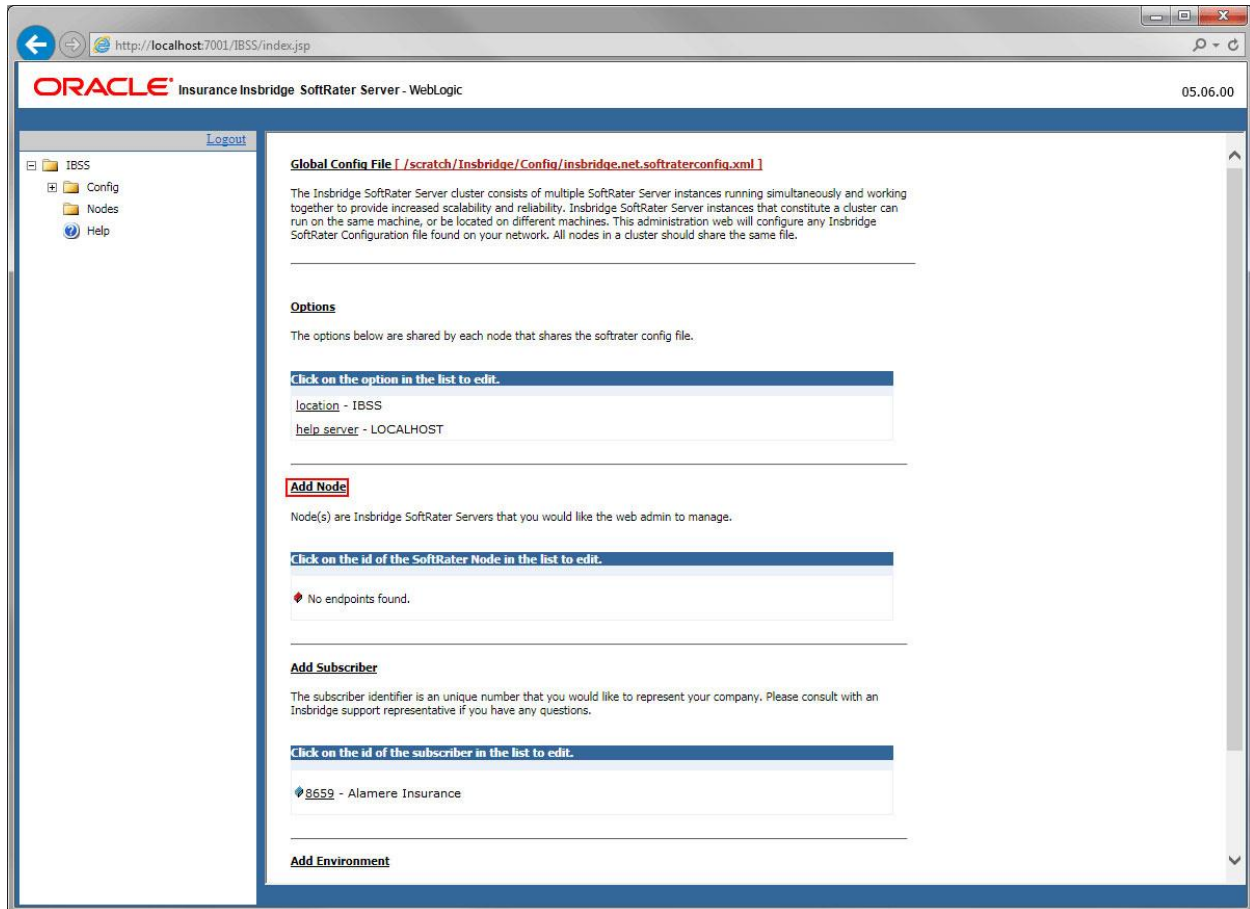 http://localhost:7001/IBSS/index.jsp
ORACLE Insurance Insbridge SoftRater Server - WebLogic
05.06.00
Logout
IBSS
Config
Nodes
Help
Global Config File [ /scratch/Insbridge/Config/insbridge.net.softraterconfig.xml ]
The Insbridge SoftRater Server cluster consists of multiple SoftRater Server instances running simultaneously and working
together to provide increased scalability and reliability. Insbridge SoftRater Server instances that constitute a cluster can
run on the same machine, or be located on different machines. This administration web will configure any Insbridge
SoftRater Configuration file found on your network. All nodes in a cluster should share the same file.
Options
The options below are shared by each node that shares the softrater config file.
Click on the option in the list to edit.
location - IBSS
help server - LOCALHOST
Add Node
Node(s) are Insbridge SoftRater Servers that you would like the web admin to manage.
Click on the id of the SoftRater Node in the list to edit.
No endpoints found.
Add Subscriber
The subscriber identifier is an unique number that you would like to represent your company. Please consult with an
Insbridge support representative if you have any questions.
Click on the id of the subscriber in the list to edit.
8659 - Alamere Insurance
Add Environment